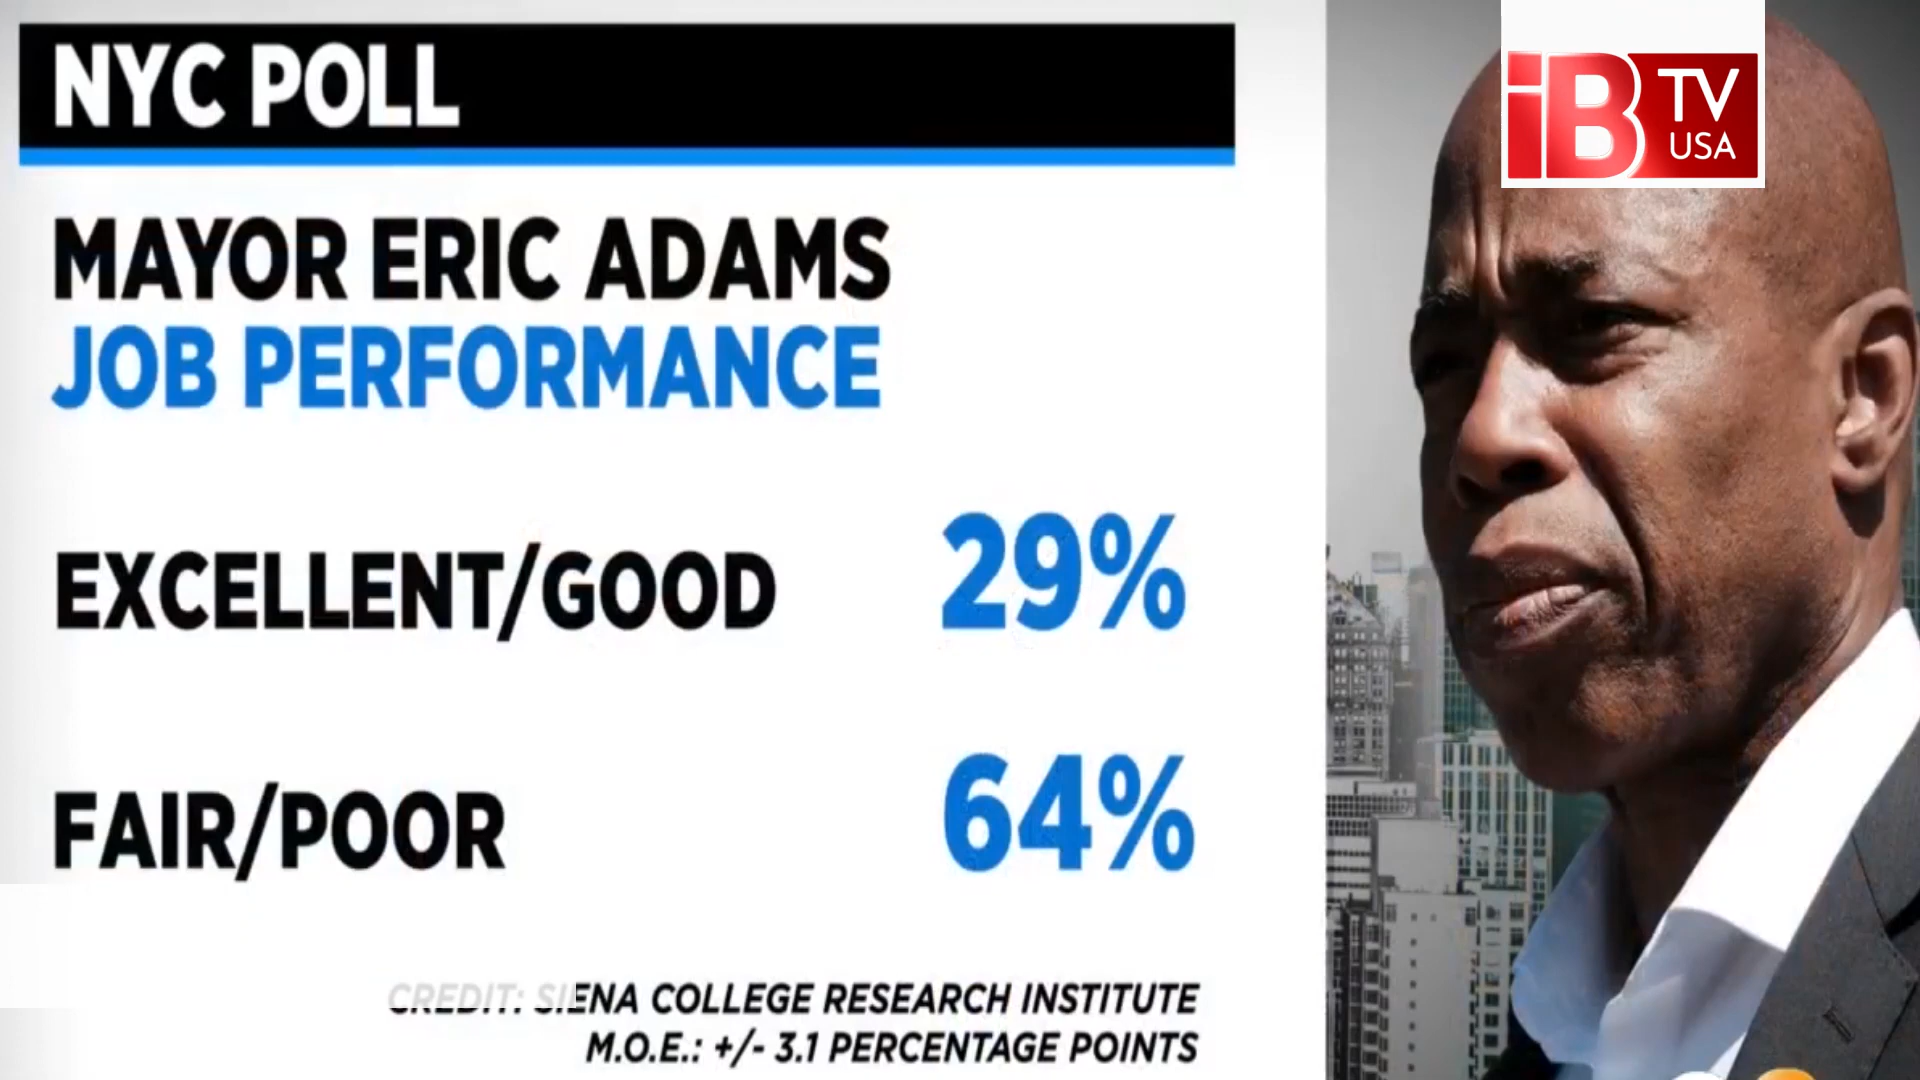 NYC POLL
iB TV
USA
MAYOR ERIC ADAMS
JOB PERFORMANCE
EXCELLENT/GOOD 29%
FAIR/POOR 64%
CREDIT: SIENA COLLEGE RESEARCH INSTITUTE
M.O.E.: +/- 3.1 PERCENTAGE POINTS